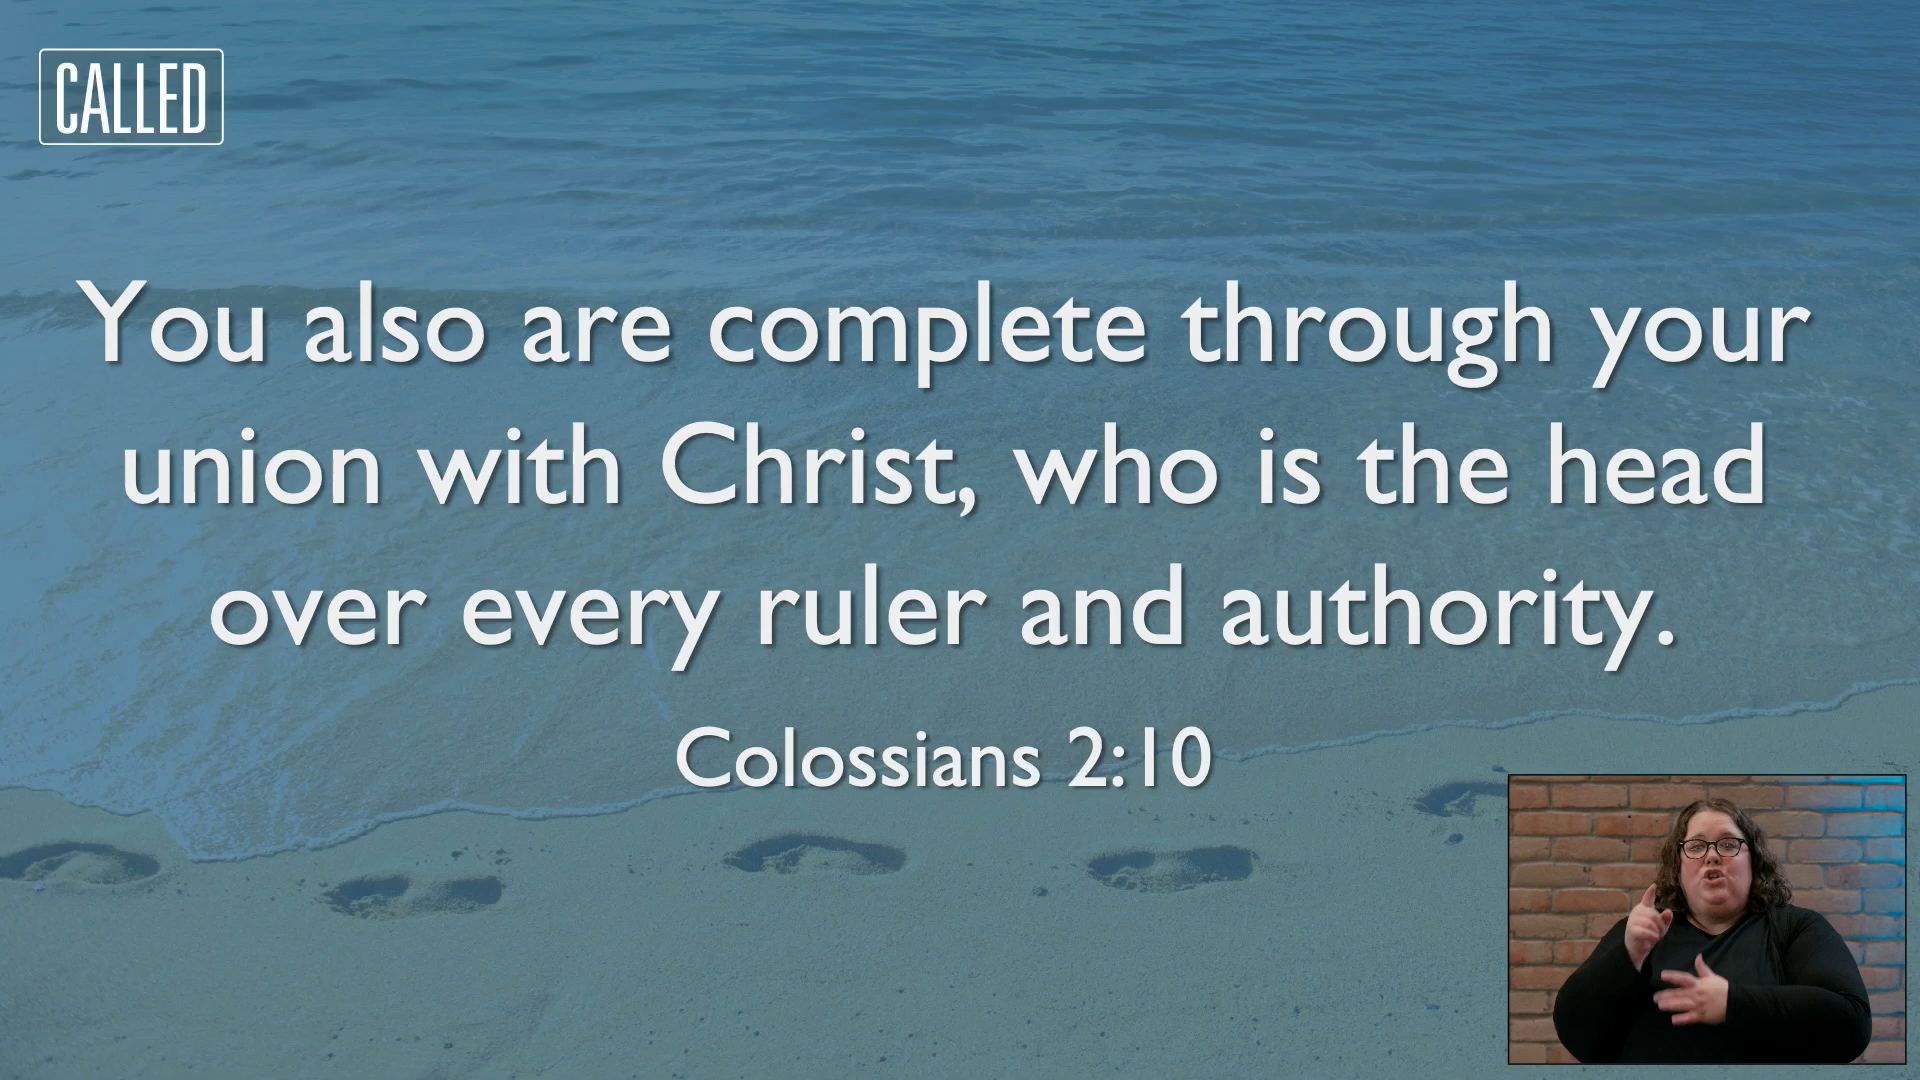 CALLED
You also are complete through your
union with Christ, who is the head
over every ruler and authority.
Colossians 2:10